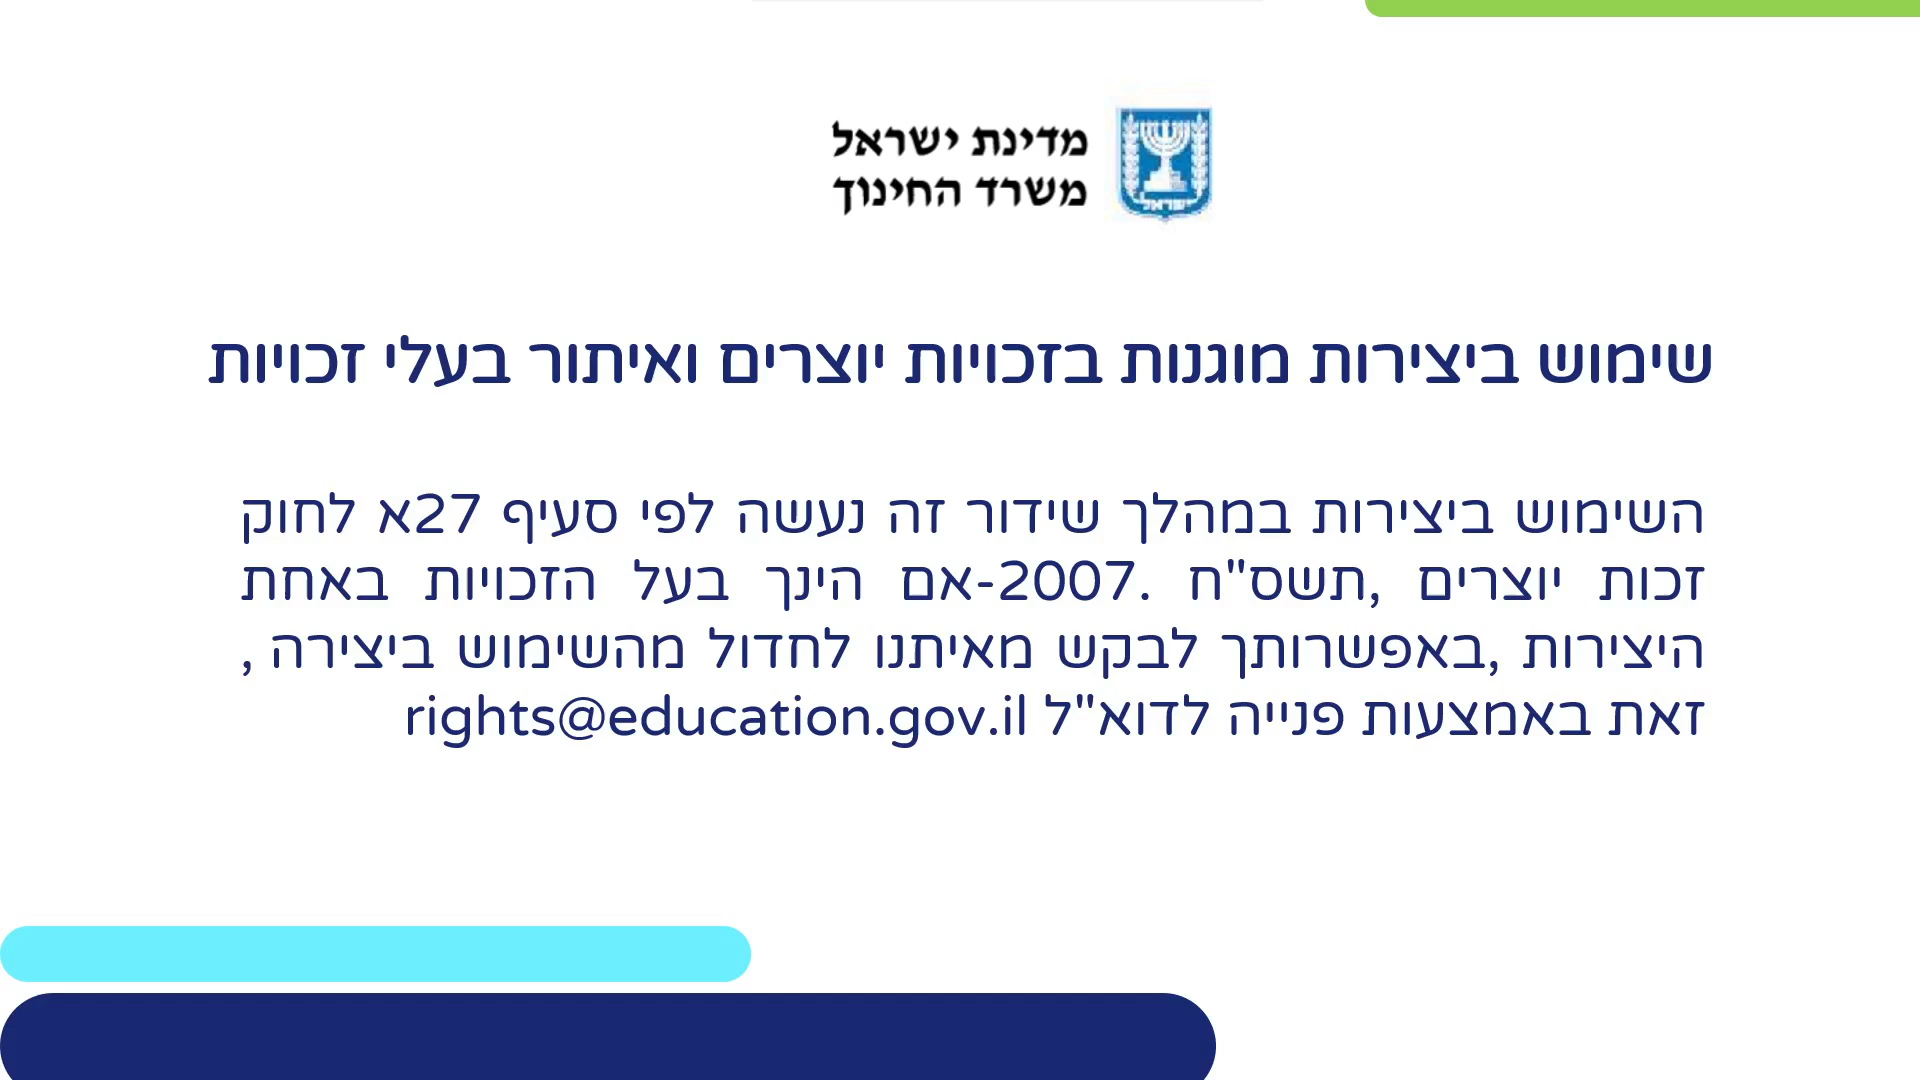 מדינת ישראל
משרד החינוך
ישראל
שימוש ביצירות מוגנות בזכויות יוצרים ואיתור בעלי זכויות
השימוש ביצירות במהלך שידור זה נעשה לפי סעיף 27א לחוק
זכות יוצרים ,תשס"ח .2007-אם הינך בעל הזכויות באחת
היצירות ,באפשרותך לבקש מאיתנו לחדול מהשימוש ביצירה ,
זאת באמצעות פנייה לדוא"ל rights@education.gov.il